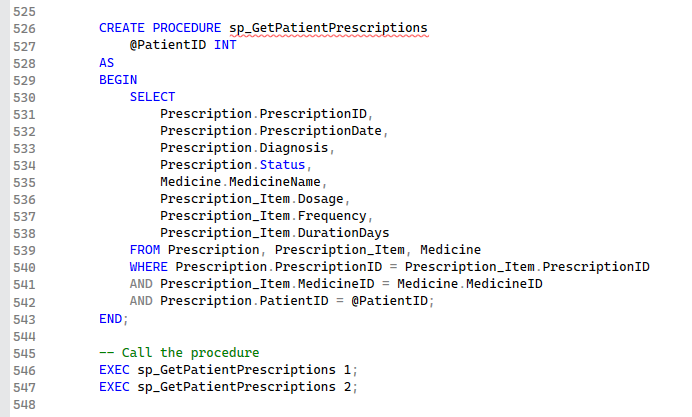 525
526 CREATE PROCEDURE sp_GetPatientPrescriptions
527 @PatientID INT
528 AS
529 BEGIN
530 SELECT
531 Prescription.PrescriptionID,
532 Prescription.PrescriptionDate,
533 Prescription.Diagnosis,
534 Prescription.Status,
535 Medicine.MedicineName,
536 Prescription_Item.Dosage,
537 Prescription_Item.Frequency,
538 Prescription_Item.DurationDays
539 FROM Prescription, Prescription_Item, Medicine
540 WHERE Prescription.PrescriptionID = Prescription_Item.PrescriptionID
541 AND Prescription_Item.MedicineID = Medicine.MedicineID
542 AND Prescription.PatientID = @PatientID;
543 END;
544
545 -- Call the procedure
546 EXEC sp_GetPatientPrescriptions 1;
547 EXEC sp_GetPatientPrescriptions 2;
548